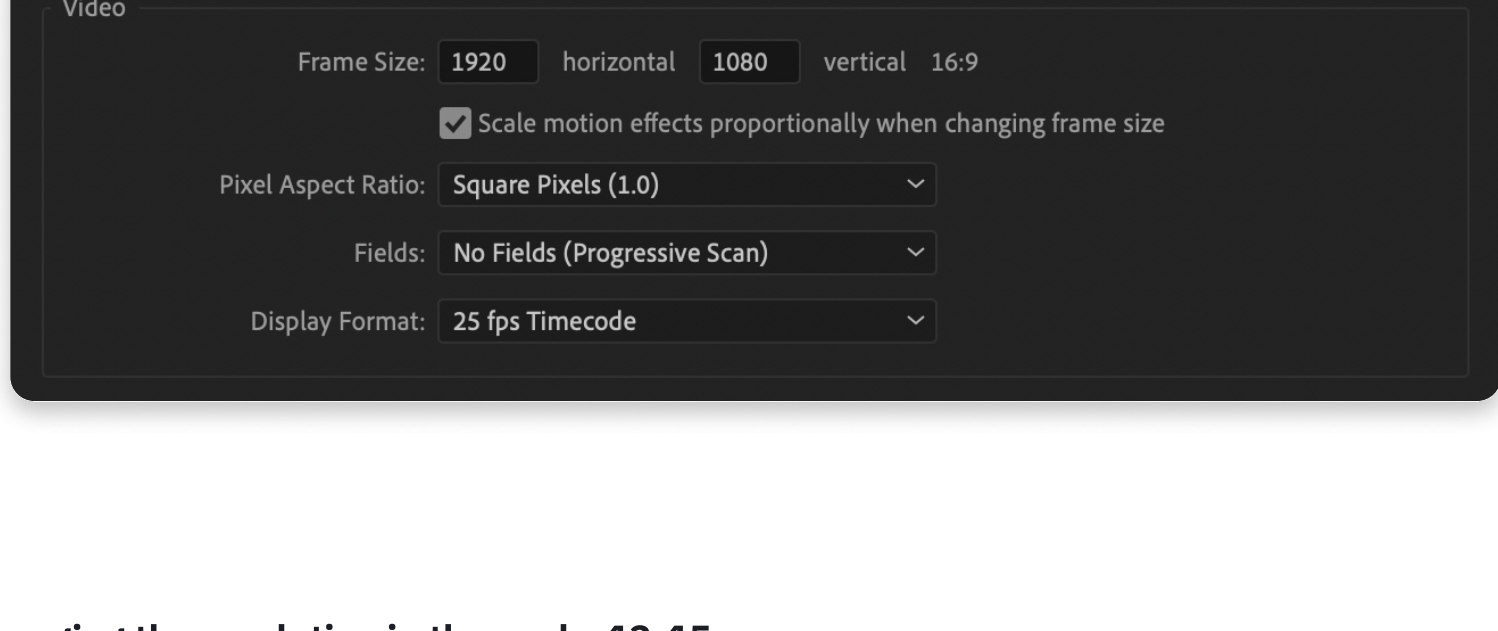 Video
Frame Size: 1920 horizontal 1080 vertical 16:9
Scale motion effects proportionally when changing frame size
Pixel Aspect Ratio: Square Pixels (1.0)
Fields: No Fields (Progressive Scan)
Display Format: 25 fps Timecode